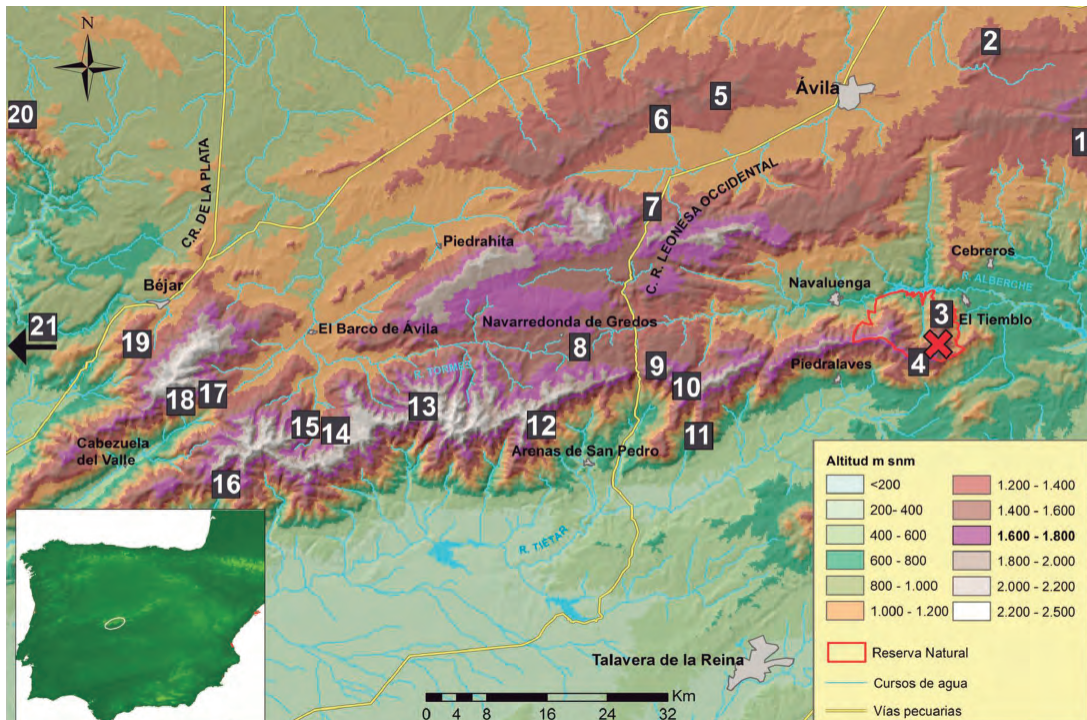 N
2
Ávila
5
20
6
1
C.R. DE LA PLATA
C. R. LEONESA OCCIDENTAL
7
Piedrahita
Cebreros
R. ALBERGHE
Béjar
Navaluenga
21
El Barco de Ávila
Navarredonda de Gredos
3
El Tiemblo
19
8
4
Piedralaves
9
10
R. TORMES
18
17
13
12
11
15
14
Cabezuela
del Valle
Arenas de San Pedro
16
R. TIÉTAR
Talavera de la Reina
Km
0 4 8 16 24 32
Altitud m snm
<200
200- 400
400 - 600
600 - 800
800 - 1.000
1.000 - 1.200
1.200 - 1.400
1.400 - 1.600
1.600 - 1.800
1.800 - 2.000
2.000 - 2.200
2.200 - 2.500
Reserva Natural
Cursos de agua
Vías pecuarias